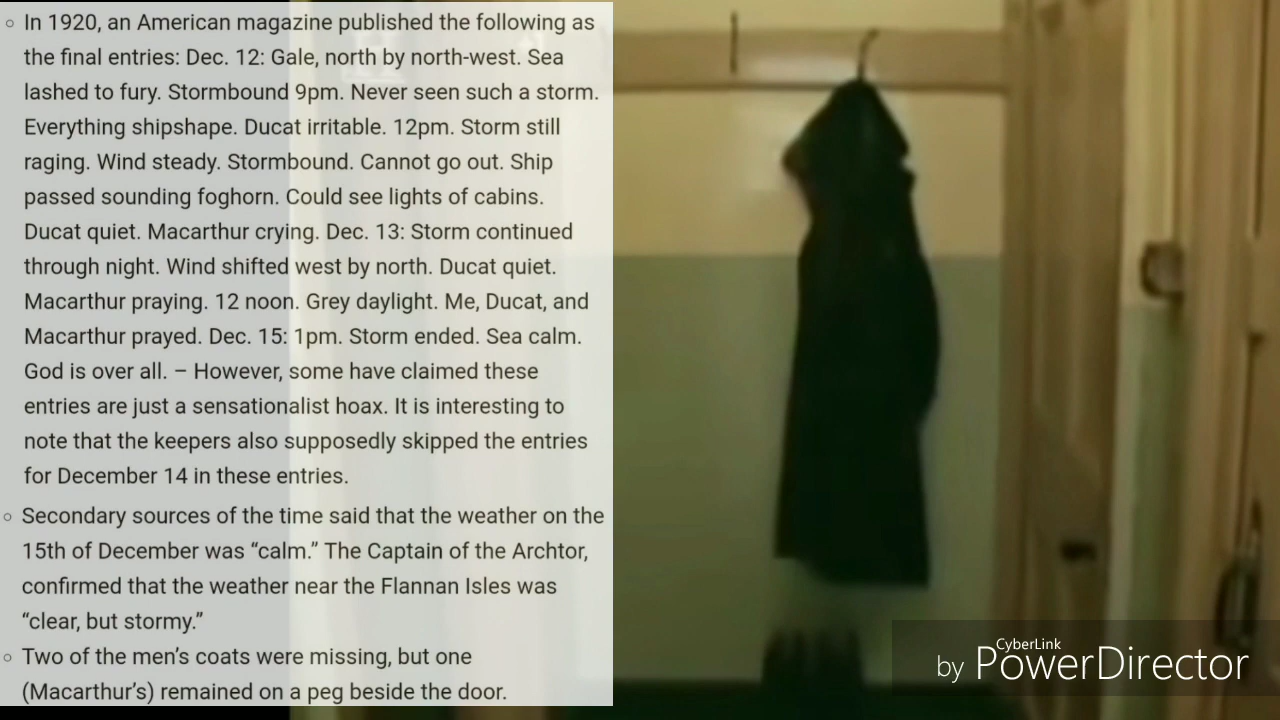 In 1920, an American magazine published the following as
the final entries: Dec. 12: Gale, north by north-west. Sea
lashed to fury. Stormbound 9pm. Never seen such a storm.
Everything shipshape. Ducat irritable. 12pm. Storm still
raging. Wind steady. Stormbound. Cannot go out. Ship
passed sounding foghorn. Could see lights of cabins.
Ducat quiet. Macarthur crying. Dec. 13: Storm continued
through night. Wind shifted west by north. Ducat quiet.
Macarthur praying. 12 noon. Grey daylight. Me, Ducat, and
Macarthur prayed. Dec. 15: 1pm. Storm ended. Sea calm.
God is over all. – However, some have claimed these
entries are just a sensationalist hoax. It is interesting to
note that the keepers also supposedly skipped the entries
for December 14 in these entries.
Secondary sources of the time said that the weather on the
15th of December was “calm.” The Captain of the Archtor,
confirmed that the weather near the Flannan Isles was
“clear, but stormy.”
Two of the men’s coats were missing, but one
(Macarthur’s) remained on a peg beside the door.
CyberLink
by PowerDirector